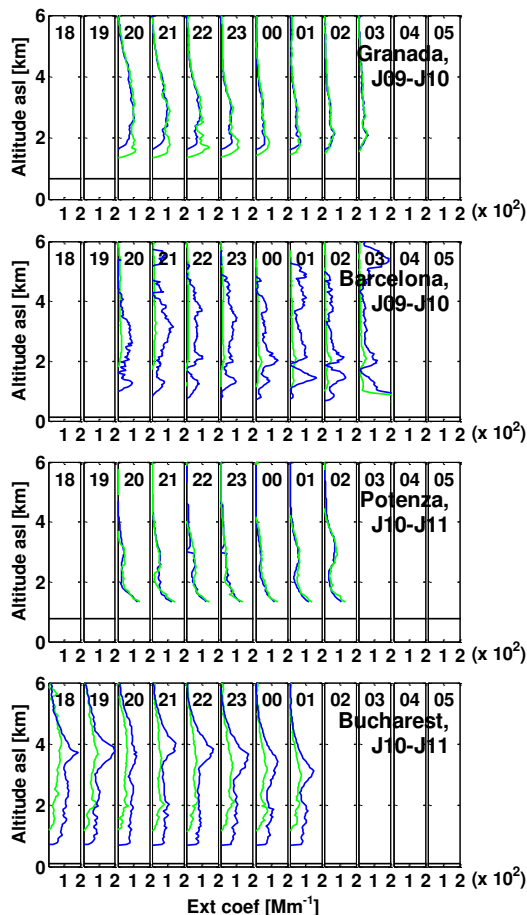 6
4
2
0
Altitude asl [km]
18 19 20 21 22 23 00 01 02 03 04 05
Granada,
J09-J10
1 2 1 2 1 2 1 2 1 2 1 2 1 2 1 2 1 2 1 2 1 2 1 2 (x 10²)
6
4
2
0
Altitude asl [km]
18 19 20 21 22 23 00 01 02 03 04 05
Barcelona,
J09-J10
1 2 1 2 1 2 1 2 1 2 1 2 1 2 1 2 1 2 1 2 1 2 1 2 (x 10²)
6
4
2
0
Altitude asl [km]
18 19 20 21 22 23 00 01 02 03 04 05
Potenza,
J10-J11
1 2 1 2 1 2 1 2 1 2 1 2 1 2 1 2 1 2 1 2 1 2 1 2 (x 10²)
6
4
2
0
Altitude asl [km]
18 19 20 21 22 23 00 01 02 03 04 05
Bucharest,
J10-J11
1 2 1 2 1 2 1 2 1 2 1 2 1 2 1 2 1 2 1 2 1 2 1 2 (x 10²)
Ext coef [Mm⁻¹]